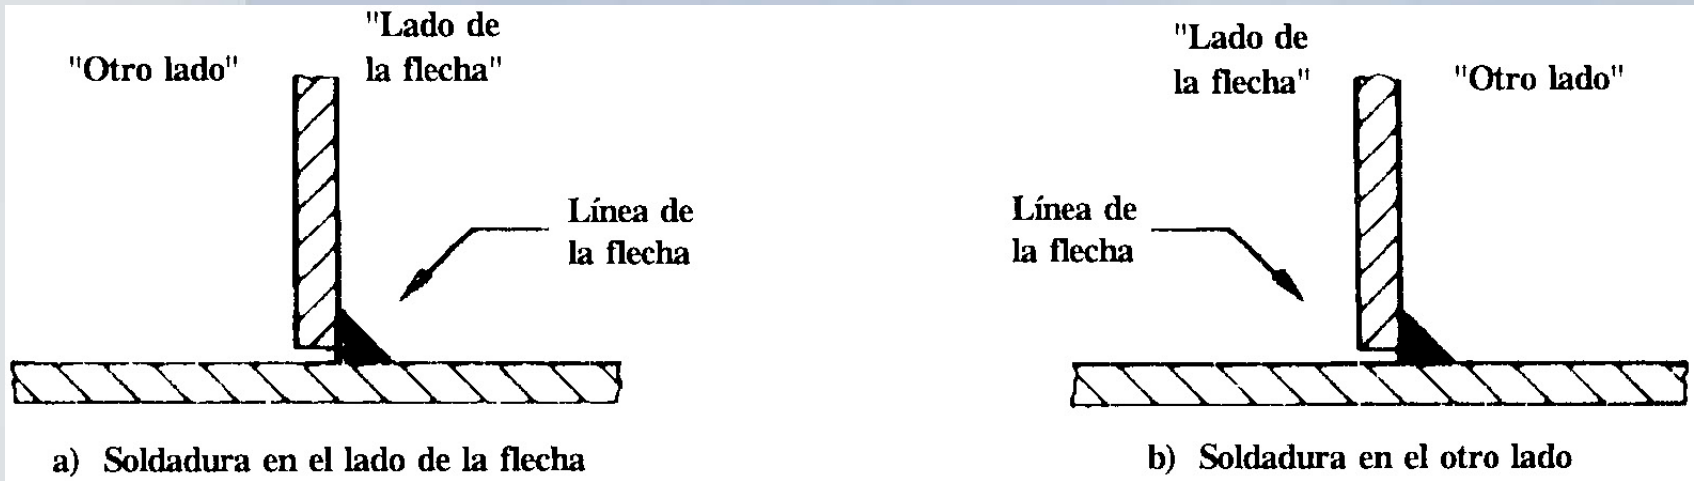 "Otro lado"
"Lado de
la flecha"
Línea de
la flecha
a) Soldadura en el lado de la flecha
"Lado de
la flecha"
"Otro lado"
Línea de
la flecha
b) Soldadura en el otro lado